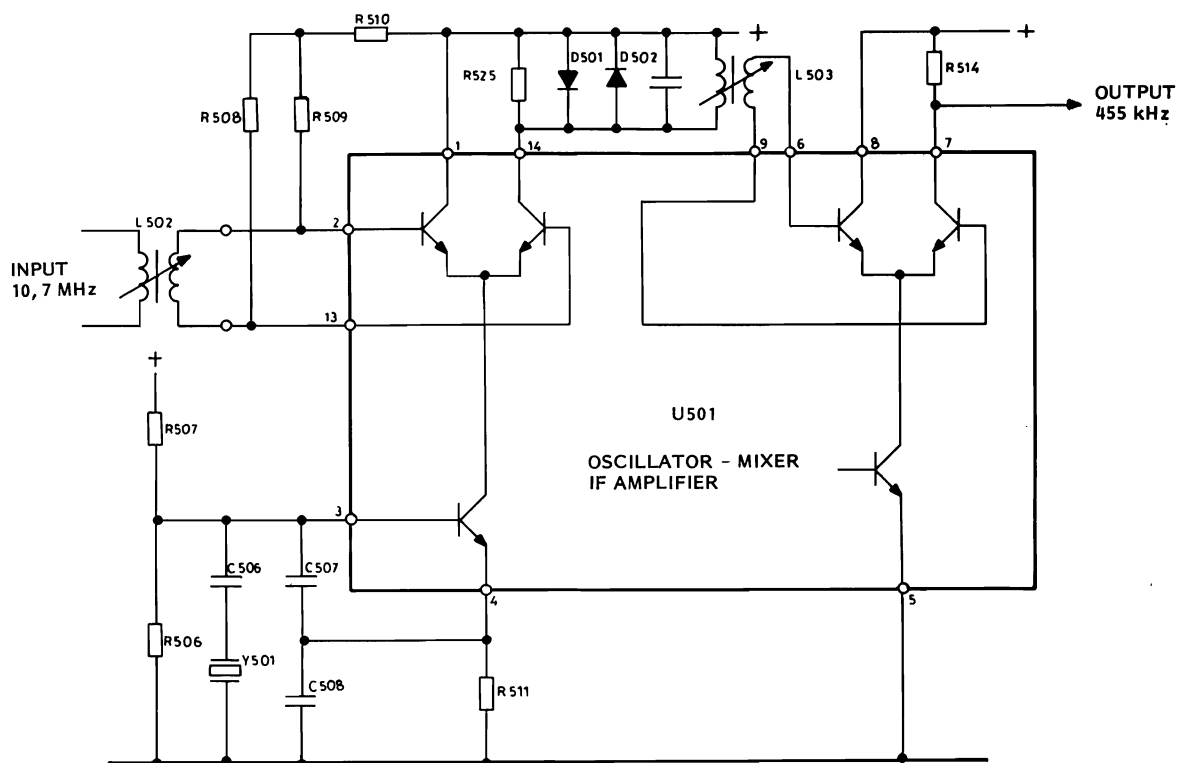 R510
+
D501
D502
R525
L503
+
R514
OUTPUT
455 kHz
R508
R509
1
14
9
6
8
7
L502
2
INPUT
10, 7 MHz
13
+
R507
U501
OSCILLATOR - MIXER
IF AMPLIFIER
3
C506
C507
4
5
R506
Y501
C508
R511